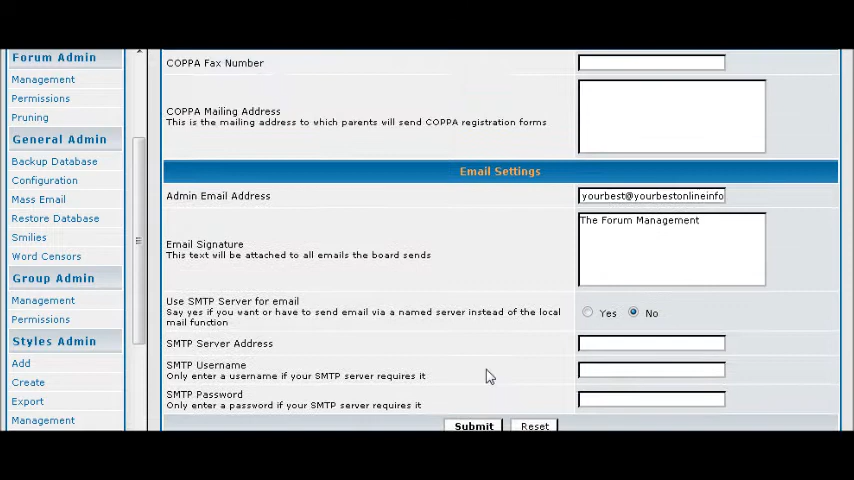 Forum Admin
Management
Permissions
Pruning
General Admin
Backup Database
Configuration
Mass Email
Restore Database
Smilies
Word Censors
Group Admin
Management
Permissions
Styles Admin
Add
Create
Export
Management
COPPA Fax Number
COPPA Mailing Address
This is the mailing address to which parents will send COPPA registration forms
Email Settings
Admin Email Address
yourbest@yourbestonlineinfo
Email Signature
This text will be attached to all emails the board sends
The Forum Management
Use SMTP Server for email
Say yes if you want or have to send email via a named server instead of the local
mail function
Yes No
SMTP Server Address
SMTP Username
Only enter a username if your SMTP server requires it
SMTP Password
Only enter a password if your SMTP server requires it
Submit Reset